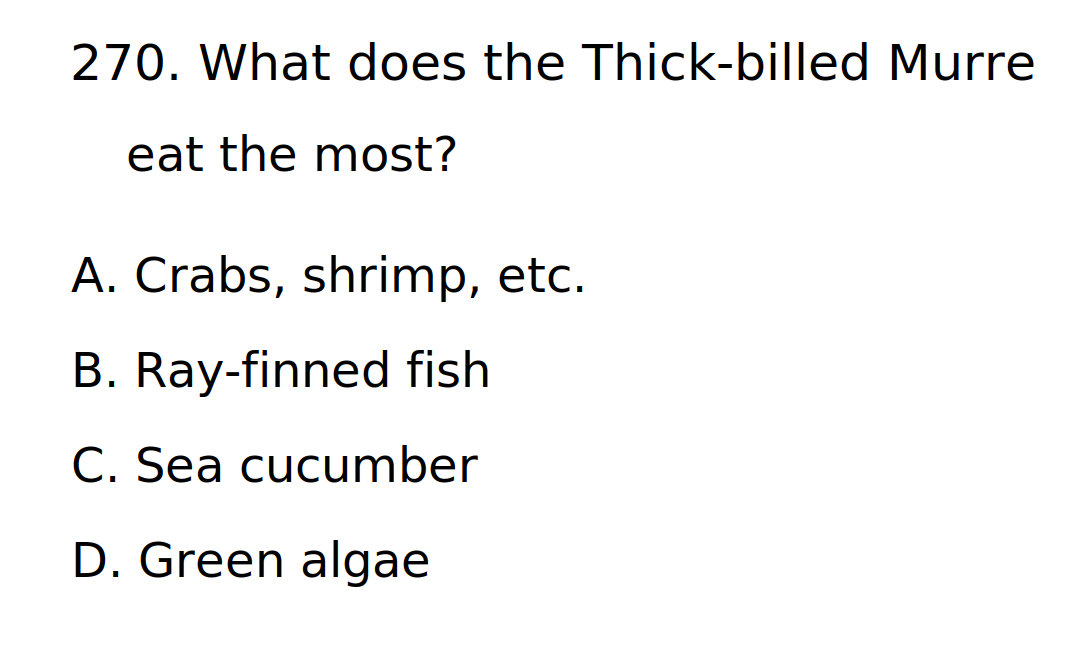 270. What does the Thick-billed Murre
eat the most?
A. Crabs, shrimp, etc.
B. Ray-finned fish
C. Sea cucumber
D. Green algae